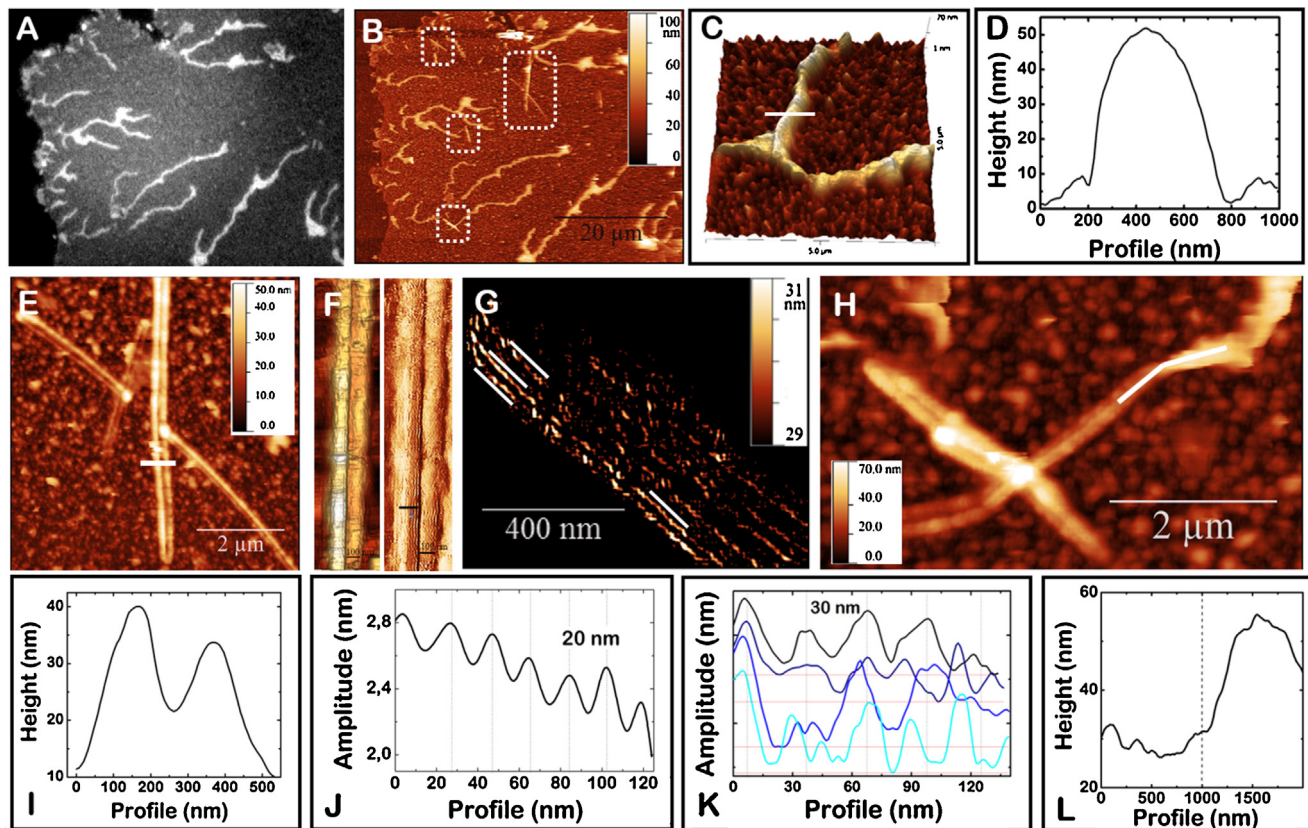 A
B
100
nm
80
60
40
20
0
20 µm
C
70 nm
1 nm
5.0 µm
5.0 µm
D
Height (nm)
50
40
30
20
10
0
0 200 400 600 800 1000
Profile (nm)
E
50.0 nm
40.0
30.0
20.0
10.0
0.0
2 µm
F
100 nm
100 nm
G
31
nm
29
400 nm
H
70.0 nm
40.0
20.0
0.0
2 µm
I
Height (nm)
40
30
20
10
0 100 200 300 400 500
Profile (nm)
J
Amplitude (nm)
2,8
2,4
2,0
20 nm
0 20 40 60 80 100 120
Profile (nm)
K
Amplitude (nm)
30 nm
0 30 60 90 120
Profile (nm)
L
Height (nm)
60
40
20
0 500 1000 1500
Profile (nm)